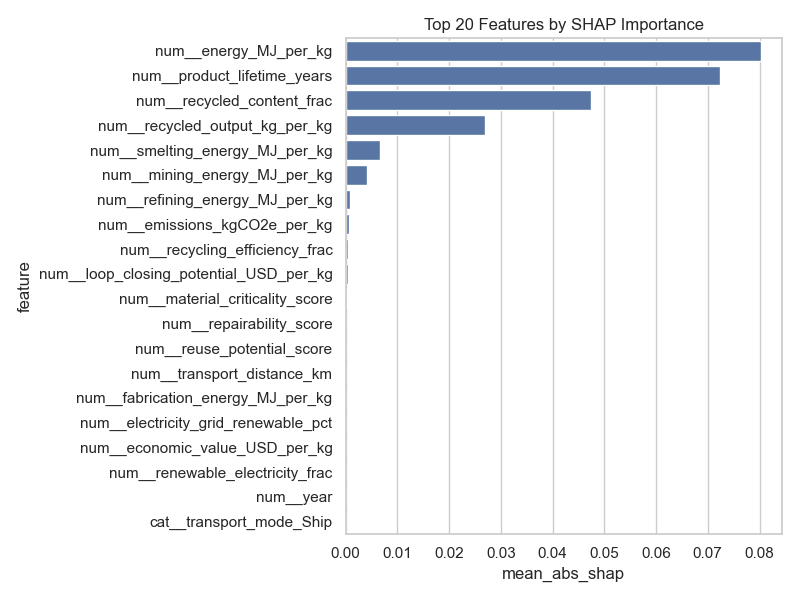 Top 20 Features by SHAP Importance
num__energy_MJ_per_kg
num__product_lifetime_years
num__recycled_content_frac
num__recycled_output_kg_per_kg
num__smelting_energy_MJ_per_kg
num__mining_energy_MJ_per_kg
num__refining_energy_MJ_per_kg
num__emissions_kgCO2e_per_kg
num__recycling_efficiency_frac
num__loop_closing_potential_USD_per_kg
num__material_criticality_score
num__repairability_score
num__reuse_potential_score
num__transport_distance_km
num__fabrication_energy_MJ_per_kg
num__electricity_grid_renewable_pct
num__economic_value_USD_per_kg
num__renewable_electricity_frac
num__year
cat__transport_mode_Ship
feature
0.00 0.01 0.02 0.03 0.04 0.05 0.06 0.07 0.08
mean_abs_shap